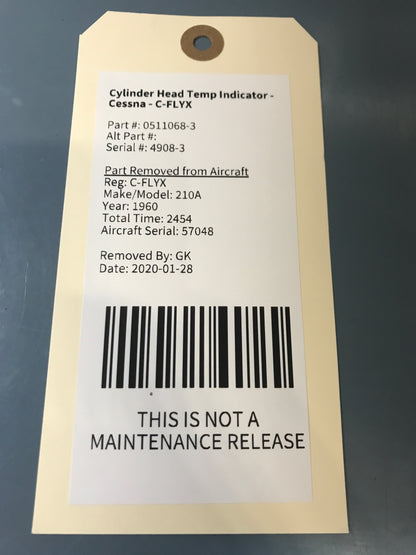 Cylinder Head Temp Indicator -
Cessna - C-FLYX
Part #: 0511068-3
Alt Part #:
Serial #: 4908-3
Part Removed from Aircraft
Reg: C-FLYX
Make/Model: 210A
Year: 1960
Total Time: 2454
Aircraft Serial: 57048
Removed By: GK
Date: 2020-01-28
THIS IS NOT A
MAINTENANCE RELEASE